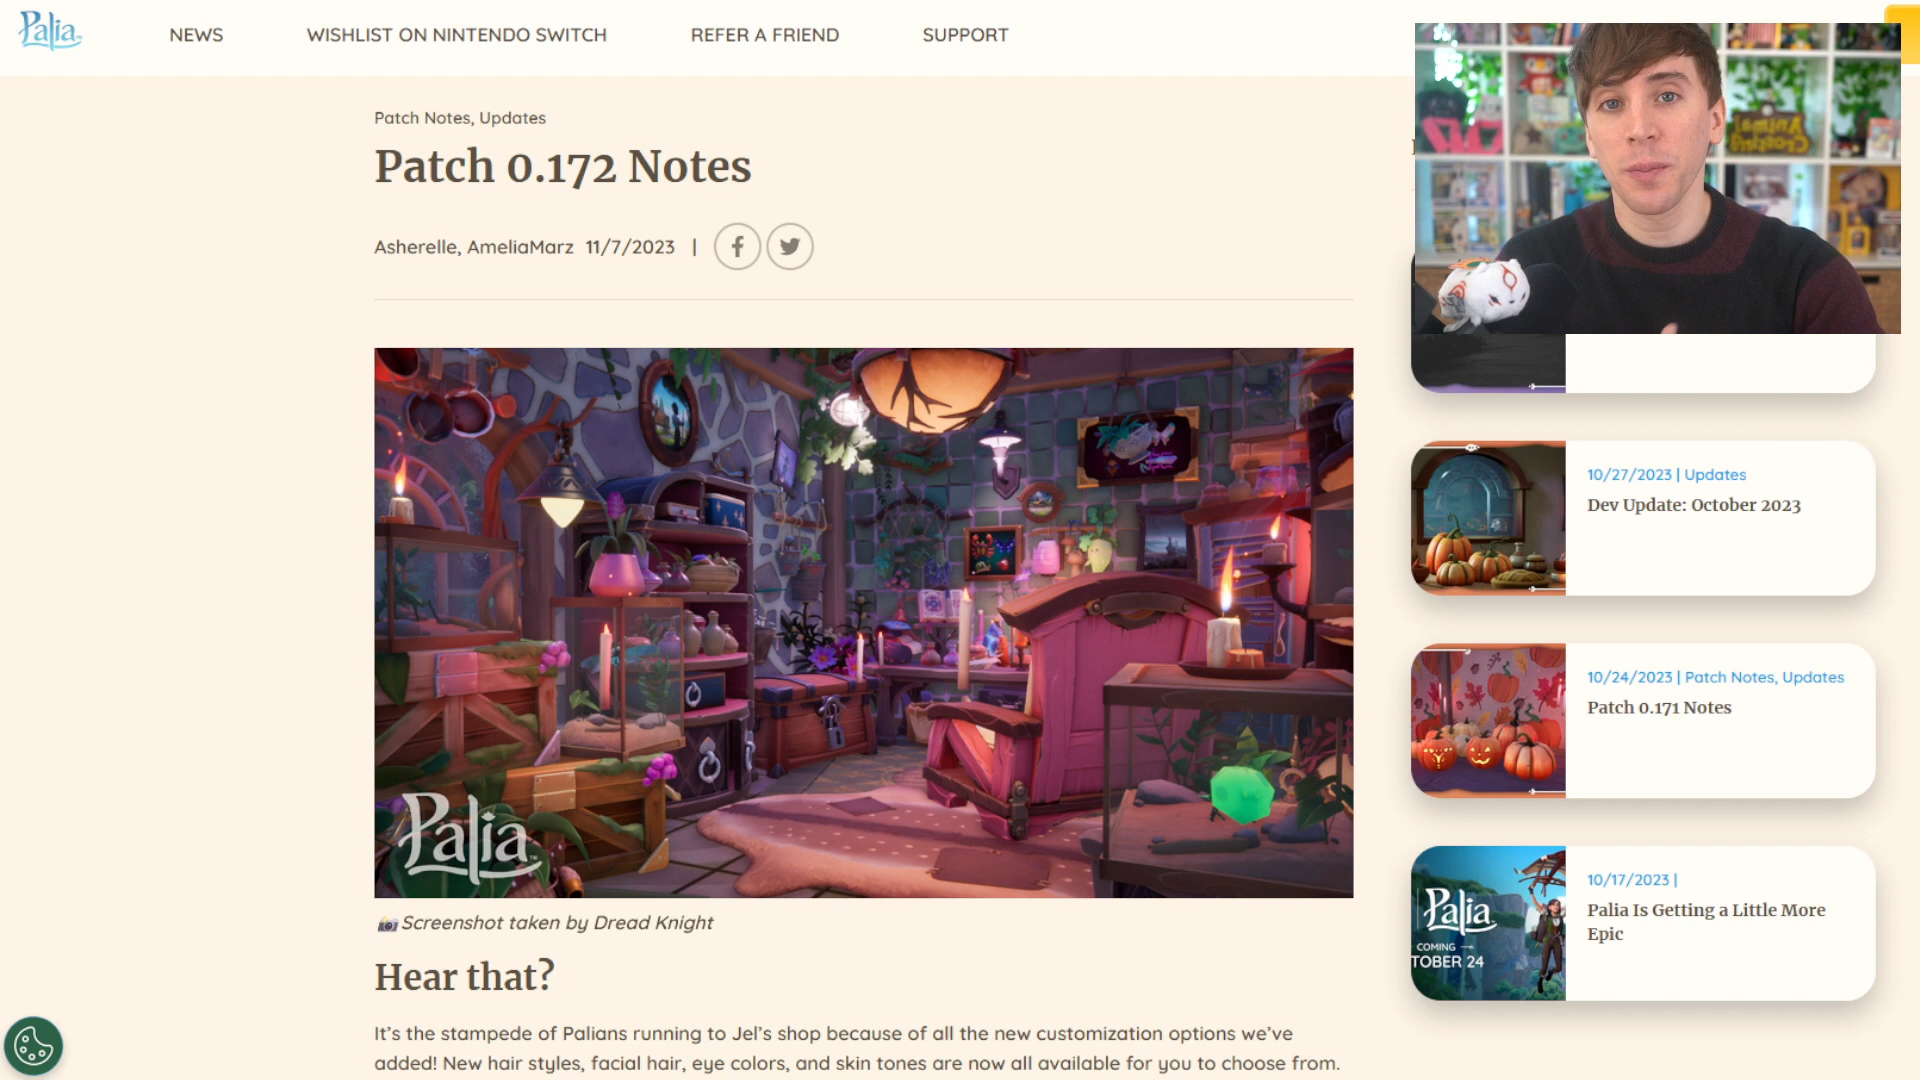 Palia
NEWS
WISHLIST ON NINTENDO SWITCH
REFER A FRIEND
SUPPORT
Patch Notes, Updates
Patch 0.172 Notes
Asherelle, AmeliaMarz 11/7/2023 |
Palia
📸Screenshot taken by Dread Knight
Hear that?
It's the stampede of Palians running to Jel's shop because of all the new customization options we've
added! New hair styles, facial hair, eye colors, and skin tones are now all available for you to choose from.
Animal
Crossing
10/27/2023 | Updates
Dev Update: October 2023
10/24/2023 | Patch Notes, Updates
Patch 0.171 Notes
Palia
COMING
TOBER 24
10/17/2023 |
Palia Is Getting a Little More
Epic